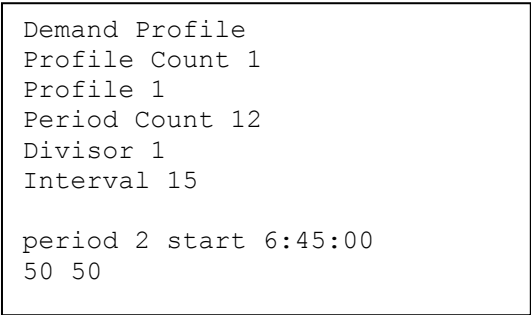 Demand Profile
Profile Count 1
Profile 1
Period Count 12
Divisor 1
Interval 15
period 2 start 6:45:00
50 50